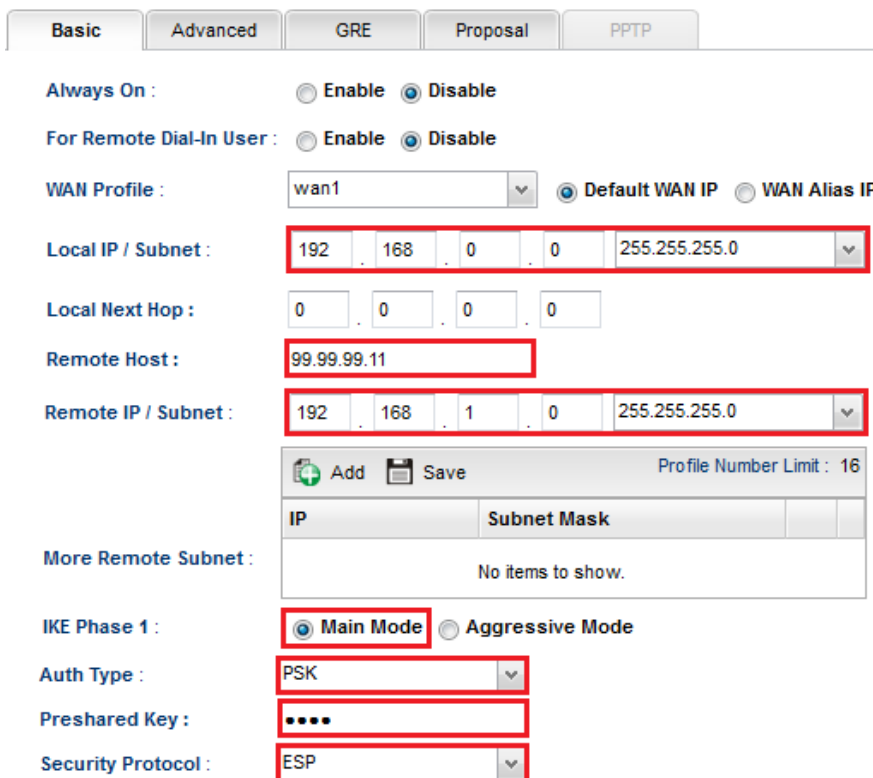 Basic Advanced GRE Proposal PPTP
Always On : Enable Disable
For Remote Dial-In User : Enable Disable
WAN Profile : wan1 Default WAN IP WAN Alias IP
Local IP / Subnet : 192 . 168 . 0 . 0 255.255.255.0
Local Next Hop : 0 . 0 . 0 . 0
Remote Host : 99.99.99.11
Remote IP / Subnet : 192 . 168 . 1 . 0 255.255.255.0
Add Save Profile Number Limit : 16
IP Subnet Mask
More Remote Subnet :
No items to show.
IKE Phase 1 : Main Mode Aggressive Mode
Auth Type : PSK
Preshared Key : ••••
Security Protocol : ESP